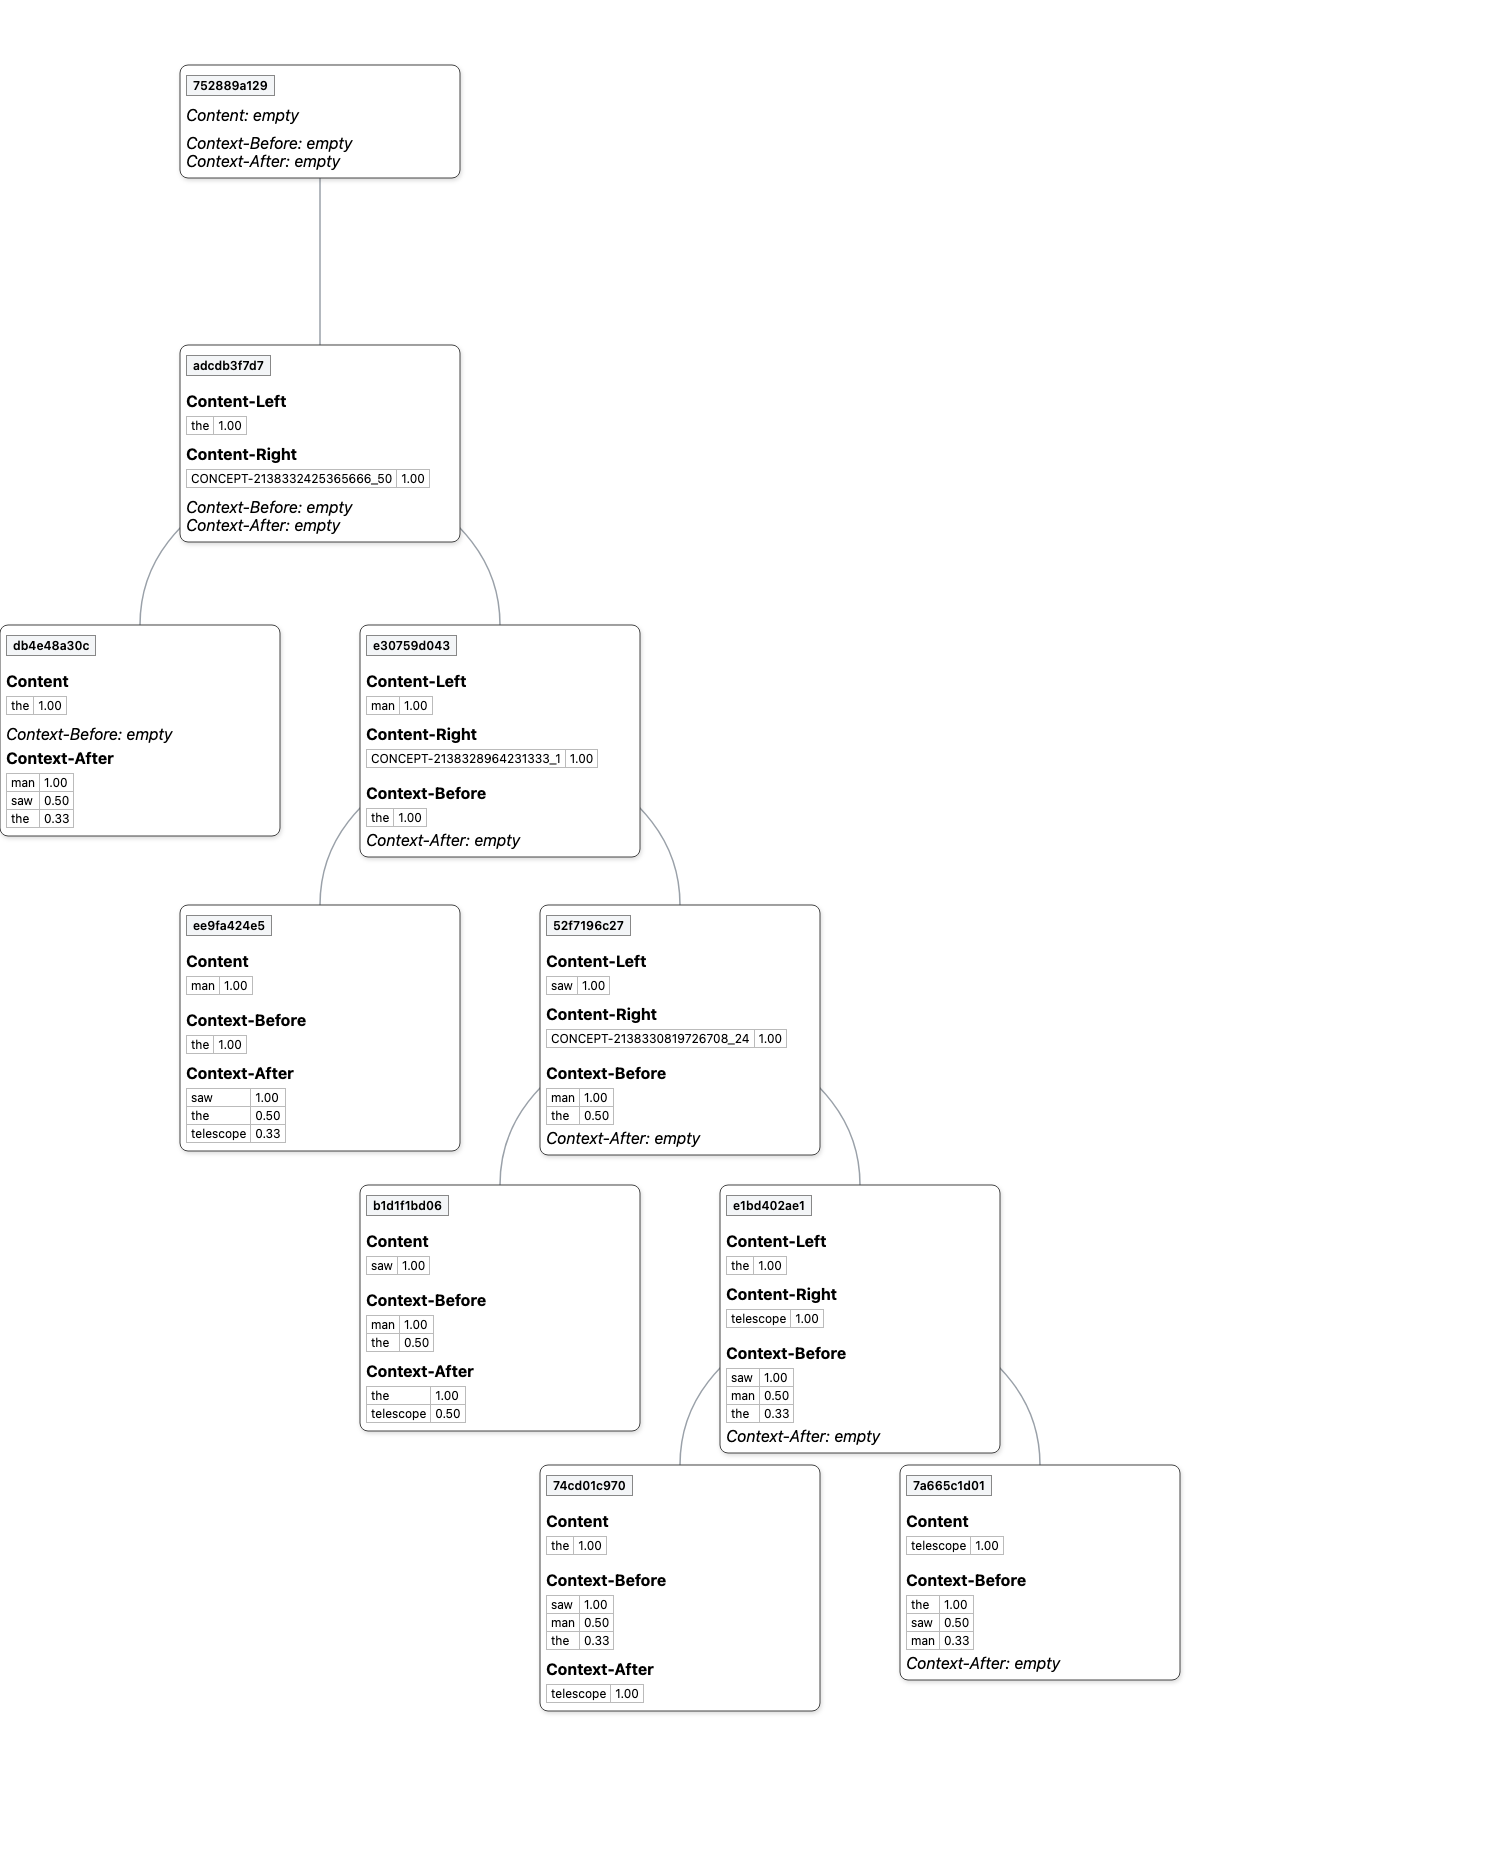 752889a129
Content: empty
Context-Before: empty
Context-After: empty
adcdb3f7d7
Content-Left
the 1.00
Content-Right
CONCEPT-2138332425365666_50 1.00
Context-Before: empty
Context-After: empty
db4e48a30c
Content
the 1.00
Context-Before: empty
Context-After
man 1.00
saw 0.50
the 0.33
e30759d043
Content-Left
man 1.00
Content-Right
CONCEPT-2138328964231333_1 1.00
Context-Before
the 1.00
Context-After: empty
ee9fa424e5
Content
man 1.00
Context-Before
the 1.00
Context-After
saw 1.00
the 0.50
telescope 0.33
52f7196c27
Content-Left
saw 1.00
Content-Right
CONCEPT-2138330819726708_24 1.00
Context-Before
man 1.00
the 0.50
Context-After: empty
b1d1f1bd06
Content
saw 1.00
Context-Before
man 1.00
the 0.50
Context-After
the 1.00
telescope 0.50
e1bd402ae1
Content-Left
the 1.00
Content-Right
telescope 1.00
Context-Before
saw 1.00
man 0.50
the 0.33
Context-After: empty
74cd01c970
Content
the 1.00
Context-Before
saw 1.00
man 0.50
the 0.33
Context-After
telescope 1.00
7a665c1d01
Content
telescope 1.00
Context-Before
the 1.00
saw 0.50
man 0.33
Context-After: empty